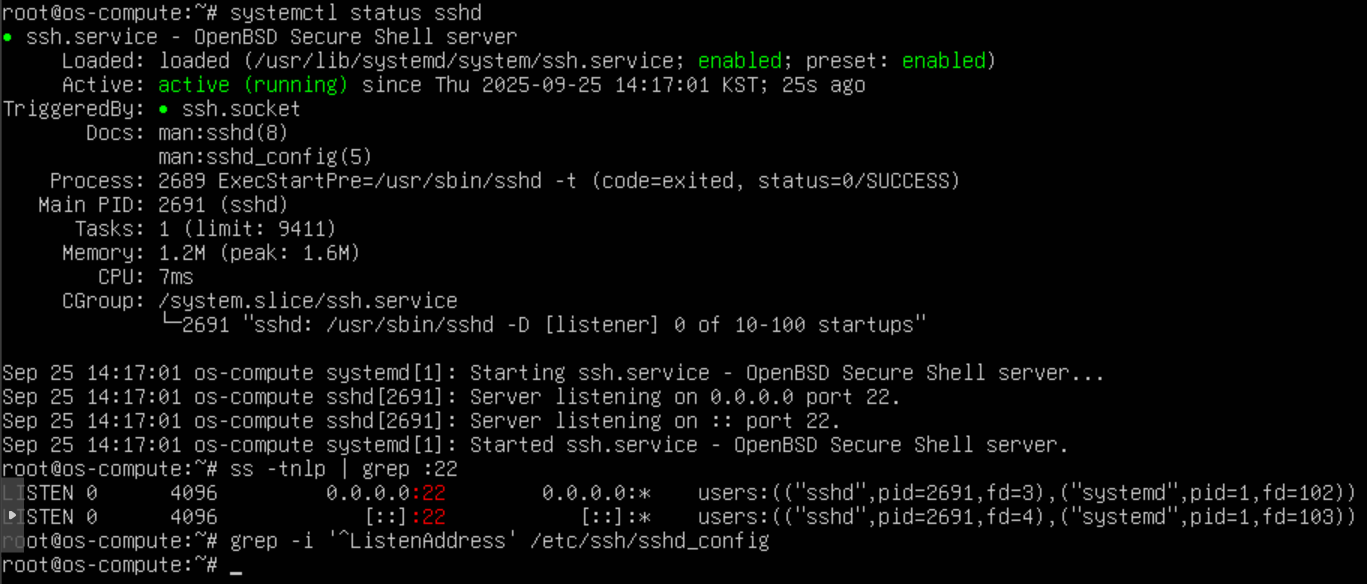 root@os-compute:~# systemctl status sshd
● ssh.service - OpenBSD Secure Shell server
     Loaded: loaded (/usr/lib/systemd/system/ssh.service; enabled; preset: enabled)
     Active: active (running) since Thu 2025-09-25 14:17:01 KST; 25s ago
TriggeredBy: ● ssh.socket
       Docs: man:sshd(8)
             man:sshd_config(5)
    Process: 2689 ExecStartPre=/usr/sbin/sshd -t (code=exited, status=0/SUCCESS)
   Main PID: 2691 (sshd)
      Tasks: 1 (limit: 9411)
     Memory: 1.2M (peak: 1.6M)
        CPU: 7ms
     CGroup: /system.slice/ssh.service
             └─2691 "sshd: /usr/sbin/sshd -D [listener] 0 of 10-100 startups"

Sep 25 14:17:01 os-compute systemd[1]: Starting ssh.service - OpenBSD Secure Shell server...
Sep 25 14:17:01 os-compute sshd[2691]: Server listening on 0.0.0.0 port 22.
Sep 25 14:17:01 os-compute sshd[2691]: Server listening on :: port 22.
Sep 25 14:17:01 os-compute systemd[1]: Started ssh.service - OpenBSD Secure Shell server.
root@os-compute:~# ss -tnlp | grep :22
LISTEN 0      4096         0.0.0.0:22        0.0.0.0:*    users:(("sshd",pid=2691,fd=3),("systemd",pid=1,fd=102))
LISTEN 0      4096            [::]:22           [::]:*    users:(("sshd",pid=2691,fd=4),("systemd",pid=1,fd=103))
root@os-compute:~# grep -i '^ListenAddress' /etc/ssh/sshd_config
root@os-compute:~# _